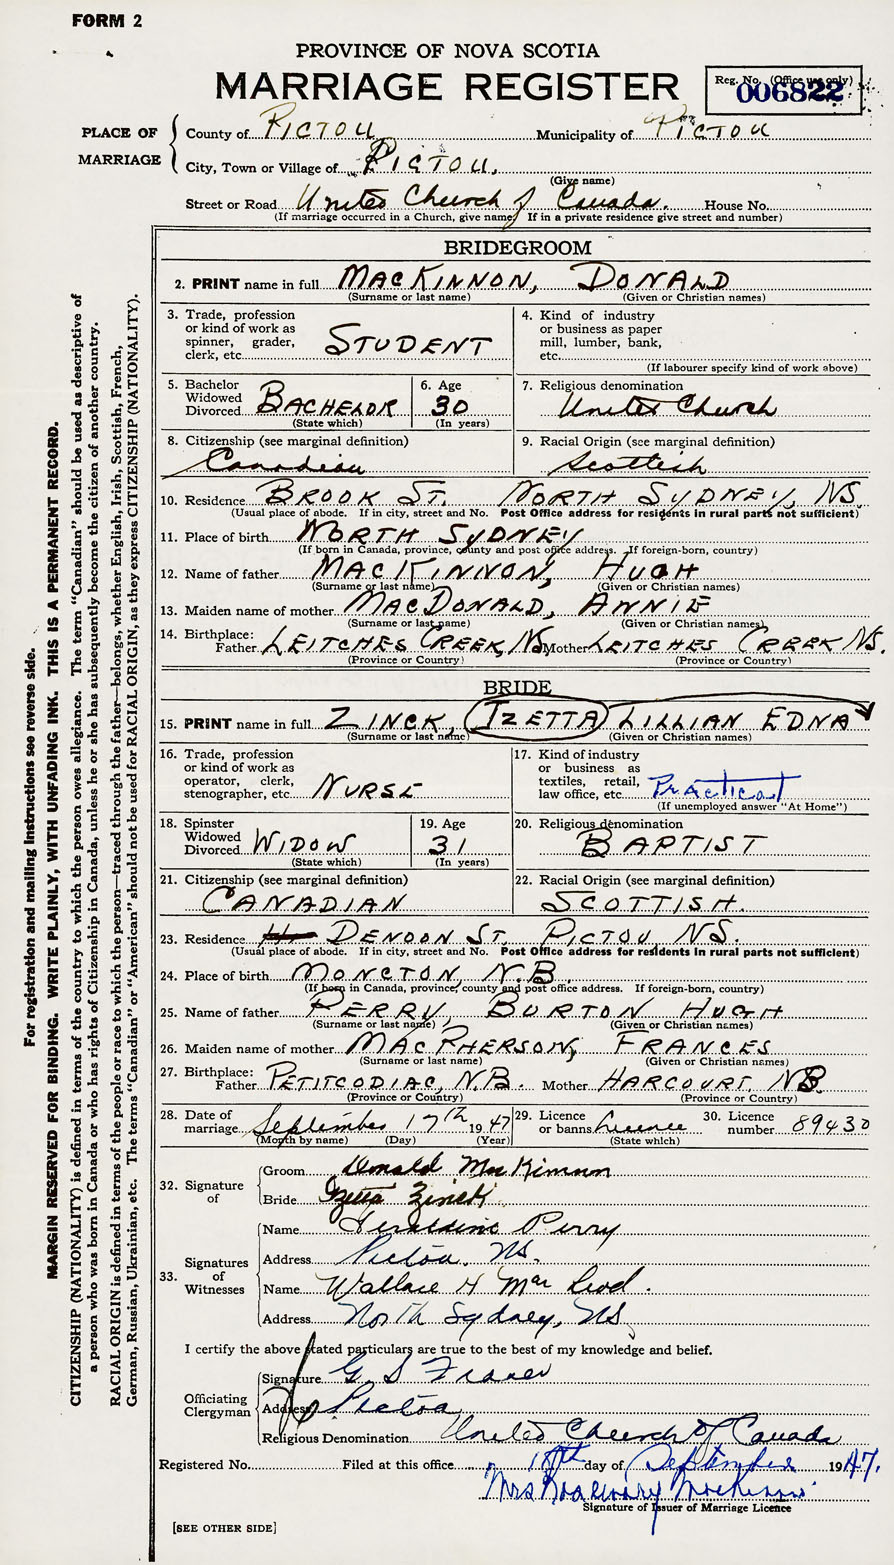 FORM 2
PROVINCE OF NOVA SCOTIA
MARRIAGE REGISTER
Reg. No. (Office use only)
006822
PLACE OF MARRIAGE
County of PICTOU Municipality of PICTOU
City, Town or Village of PICTOU,
(Give name)
Street or Road United Church of Canada. House No.
(If marriage occurred in a Church, give name. If in a private residence give street and number)
BRIDEGROOM
2. PRINT name in full MACKINNON, DONALD
(Surname or last name) (Given or Christian names)
3. Trade, profession or kind of work as spinner, grader, clerk, etc. STUDENT
4. Kind of industry or business as paper mill, lumber, bank, etc.
(If labourer specify kind of work above)
5. Bachelor Widowed Divorced BACHELOR
(State which)
6. Age 30
(In years)
7. Religious denomination
United Church
8. Citizenship (see marginal definition)
Canadian
9. Racial Origin (see marginal definition)
Scottish
10. Residence BROOK ST. NORTH SYDNEY, NS.
(Usual place of abode. If in city, street and No. Post Office address for residents in rural parts not sufficient)
11. Place of birth NORTH SYDNEY
(If born in Canada, province, county and post office address. If foreign-born, country)
12. Name of father MACKINNON, HUGH
(Surname or last name) (Given or Christian names)
13. Maiden name of mother MACDONALD, ANNIE
(Surname or last name) (Given or Christian names)
14. Birthplace: Father LEITCHES CREEK, NS Mother LEITCHES CREEK NS.
(Province or Country) (Province or Country)
BRIDE
15. PRINT name in full ZINCK, (IZETTA) LILLIAN EDNA
(Surname or last name) (Given or Christian names)
16. Trade, profession or kind of work as operator, clerk, stenographer, etc. NURSE
17. Kind of industry or business as textiles, retail, law office, etc. Practical
(If unemployed answer "At Home")
18. Spinster Widowed Divorced WIDOW
(State which)
19. Age 31
(In years)
20. Religious denomination
BAPTIST
21. Citizenship (see marginal definition)
CANADIAN
22. Racial Origin (see marginal definition)
SCOTTISH.
23. Residence DENOON ST. PICTOU NS.
(Usual place of abode. If in city, street and No. Post Office address for residents in rural parts not sufficient)
24. Place of birth MONCTON, N.B.
(If born in Canada, province, county and post office address. If foreign-born, country)
25. Name of father PERRY, BURTON HUGH
(Surname or last name) (Given or Christian names)
26. Maiden name of mother MACPHERSON, FRANCES
(Surname or last name) (Given or Christian names)
27. Birthplace: Father PETITCODIAC, N.B. Mother HARCOURT NB.
(Province or Country) (Province or Country)
28. Date of marriage September 17th 1947
(Month by name) (Day) (Year)
29. Licence or banns Licence
(State which)
30. Licence number 89430
32. Signature of
Groom Donald MacKinnon
Bride Izetta Zinck
33. Signatures of Witnesses
Name Geraldine Perry
Address Pictou. NS.
Name Wallace H MacLeod.
Address North Sydney, NS
I certify the above stated particulars are true to the best of my knowledge and belief.
Officiating Clergyman
Signature G S Fraser
Address Pictou
Religious Denomination United Church of Canada
Registered No. Filed at this office 18th day of September 1947.
Mrs MacKinnon
Signature of Issuer of Marriage Licence
[SEE OTHER SIDE]
For registration and mailing instructions see reverse side.
MARGIN RESERVED FOR BINDING. WRITE PLAINLY, WITH UNFADING INK. THIS IS A PERMANENT RECORD.
CITIZENSHIP (NATIONALITY) is defined in terms of the country to which the person owes allegiance. The term "Canadian" should be used as descriptive of
a person who was born in Canada or who has rights of Citizenship in Canada, unless he or she has subsequently become the citizen of another country.
RACIAL ORIGIN is defined in terms of the people or race to which the person—traced through the father—belongs, whether English, Irish, Scottish, French,
German, Russian, Ukrainian, etc. The terms "Canadian" or "American" should not be used for RACIAL ORIGIN, as they express CITIZENSHIP (NATIONALITY).